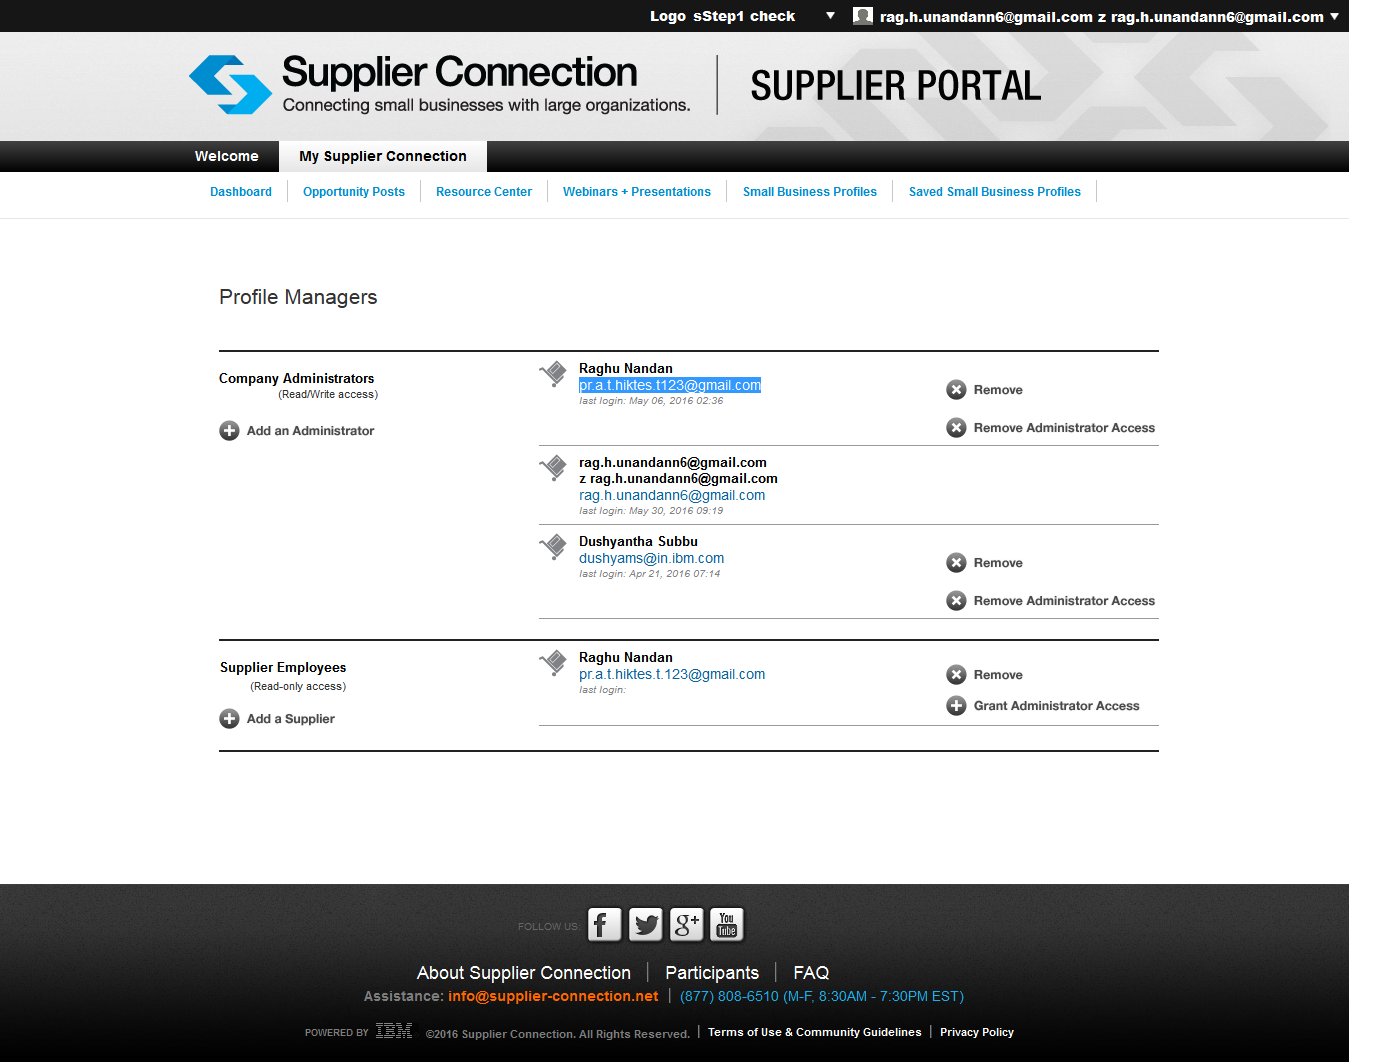 Logo sStep1 check
rag.h.unandann6@gmail.com z rag.h.unandann6@gmail.com
Supplier Connection
Connecting small businesses with large organizations.
SUPPLIER PORTAL
Welcome
My Supplier Connection
Dashboard
Opportunity Posts
Resource Center
Webinars + Presentations
Small Business Profiles
Saved Small Business Profiles
Profile Managers
Company Administrators
(Read/Write access)
Add an Administrator
Raghu Nandan
pr.a.t.hiktes.t123@gmail.com
last login: May 06, 2016 02:36
Remove
Remove Administrator Access
rag.h.unandann6@gmail.com
z rag.h.unandann6@gmail.com
rag.h.unandann6@gmail.com
last login: May 30, 2016 09:19
Dushyantha Subbu
dushyams@in.ibm.com
last login: Apr 21, 2016 07:14
Remove
Remove Administrator Access
Supplier Employees
(Read-only access)
Add a Supplier
Raghu Nandan
pr.a.t.hiktes.t.123@gmail.com
last login:
Remove
Grant Administrator Access
FOLLOW US
f
g+
You
Tube
About Supplier Connection
Participants
FAQ
Assistance: info@supplier-connection.net
(877) 808-6510 (M-F, 8:30AM - 7:30PM EST)
POWERED BY IBM
©2016 Supplier Connection. All Rights Reserved.
Terms of Use & Community Guidelines
Privacy Policy